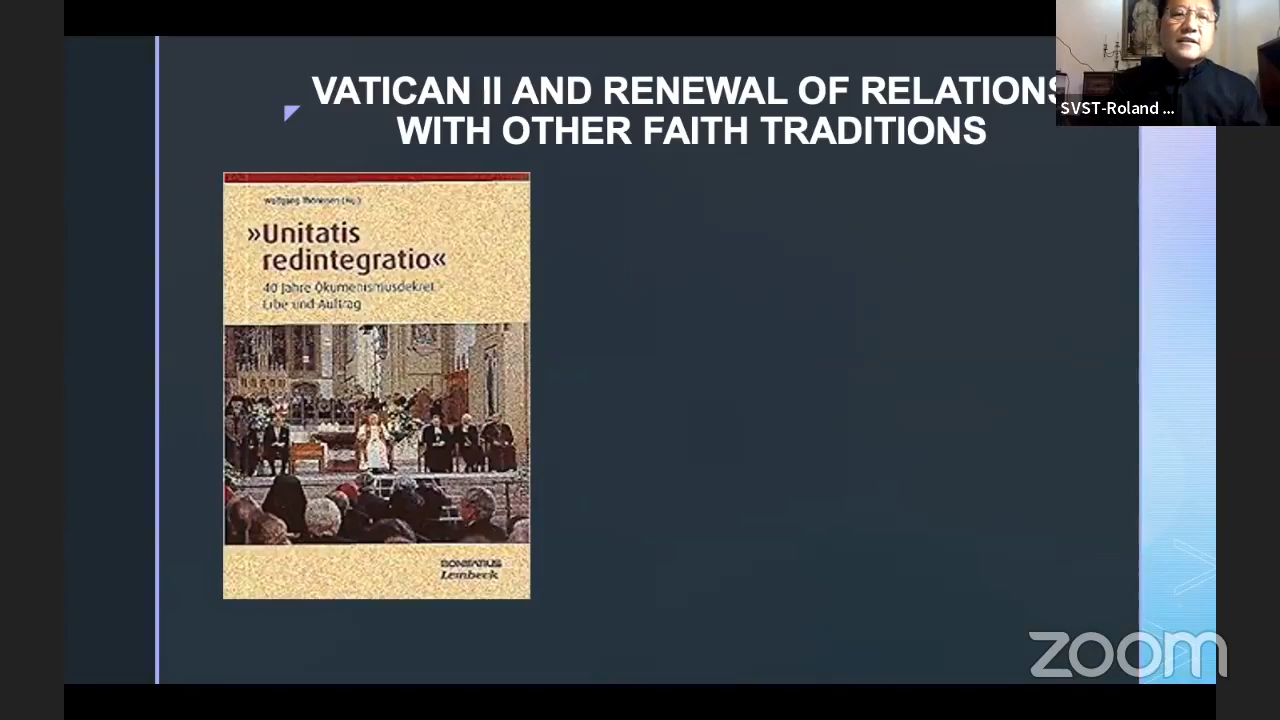 VATICAN II AND RENEWAL OF RELATIONS
WITH OTHER FAITH TRADITIONS
SVST-Roland ...
Wolfgang Thönissen (Hg.)
»Unitatis
redintegratio«
40 Jahre Ökumenismusdekret –
Erbe und Auftrag
BONIFATIUS
Lembeck
zoom